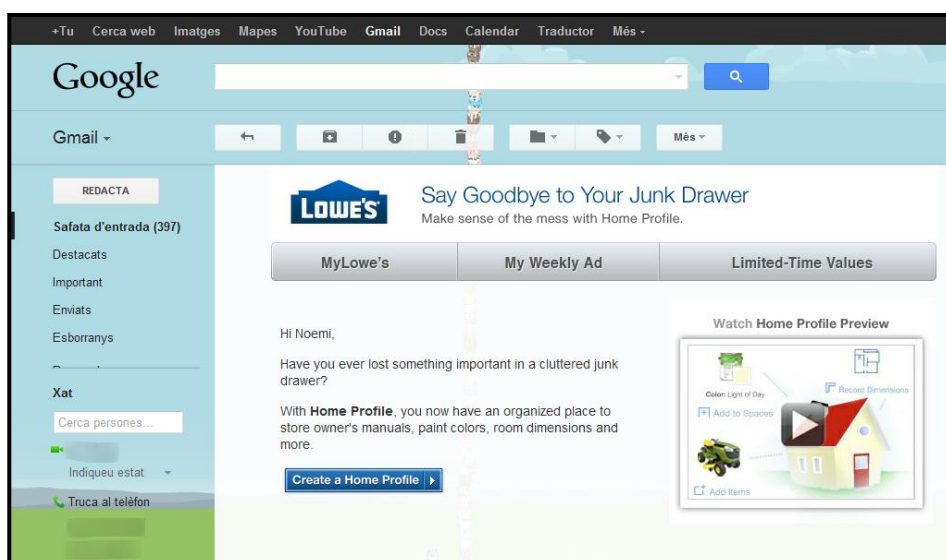 +Tu Cerca web Imatges Mapes YouTube Gmail Docs Calendar Traductor Més
Google
Gmail
Més
REDACTA
Safata d'entrada (397)
Destacats
Important
Enviats
Esborranys
Xat
Cerca persones...
Indiqueu estat
Truca al telèfon
LOWE'S
Say Goodbye to Your Junk Drawer
Make sense of the mess with Home Profile.
MyLowe's My Weekly Ad Limited-Time Values
Hi Noemi,
Have you ever lost something important in a cluttered junk
drawer?
With Home Profile, you now have an organized place to
store owner's manuals, paint colors, room dimensions and
more.
Create a Home Profile
Watch Home Profile Preview
Color: Light of Day
Record Dimensions
Add to Spaces
Add Items